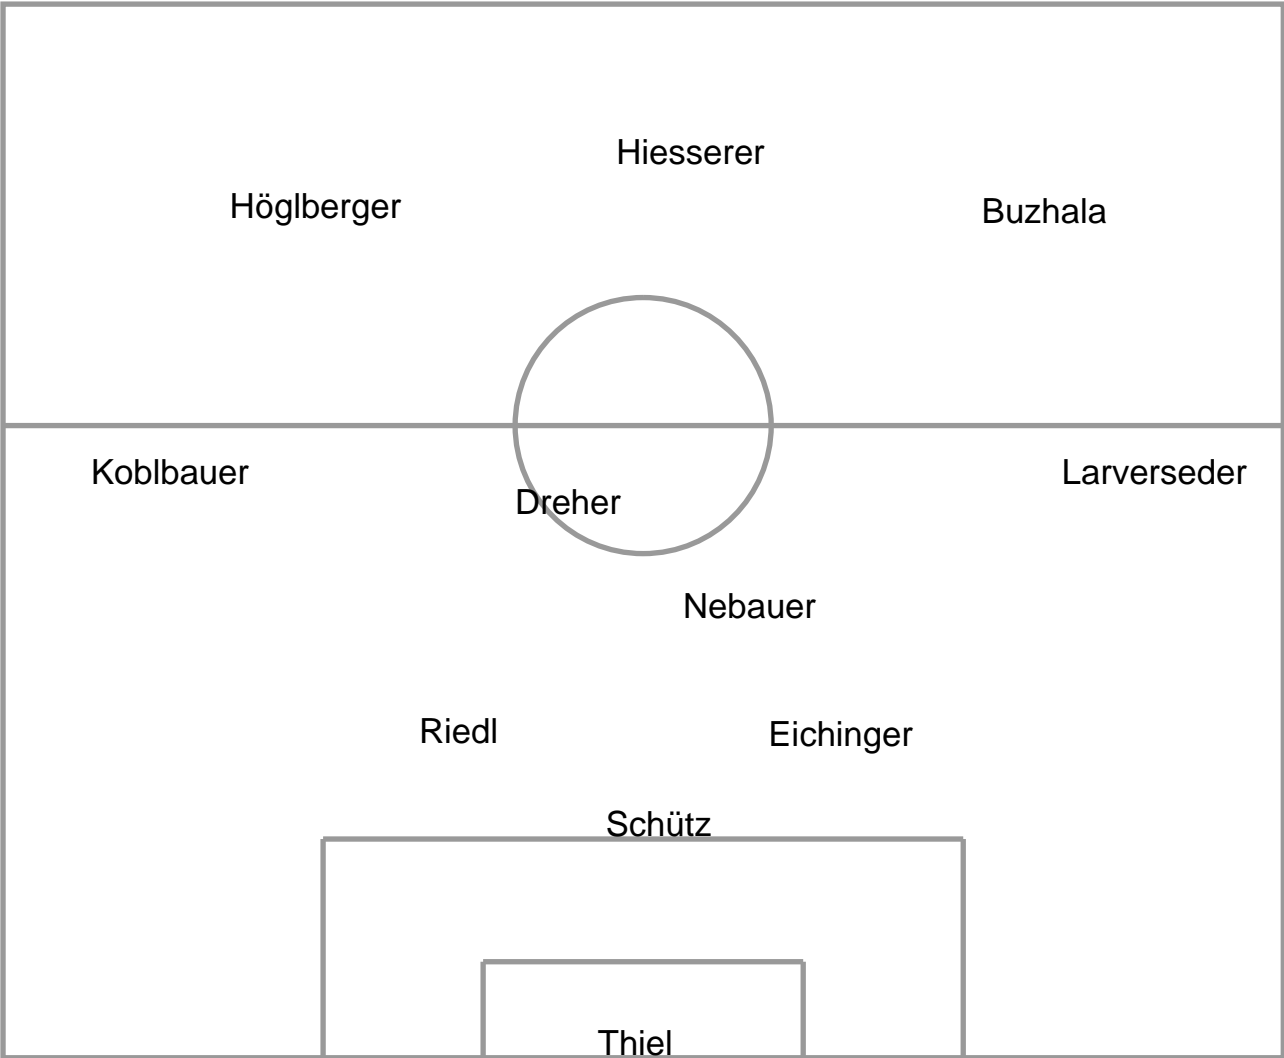 Hiesserer
Höglberger
Buzhala
Koblbauer
Larverseder
Dreher
Nebauer
Riedl
Eichinger
Schütz
Thiel